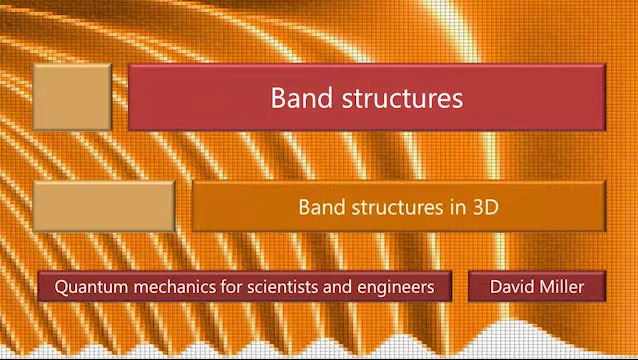 Band structures
Band structures in 3D
Quantum mechanics for scientists and engineers
David Miller